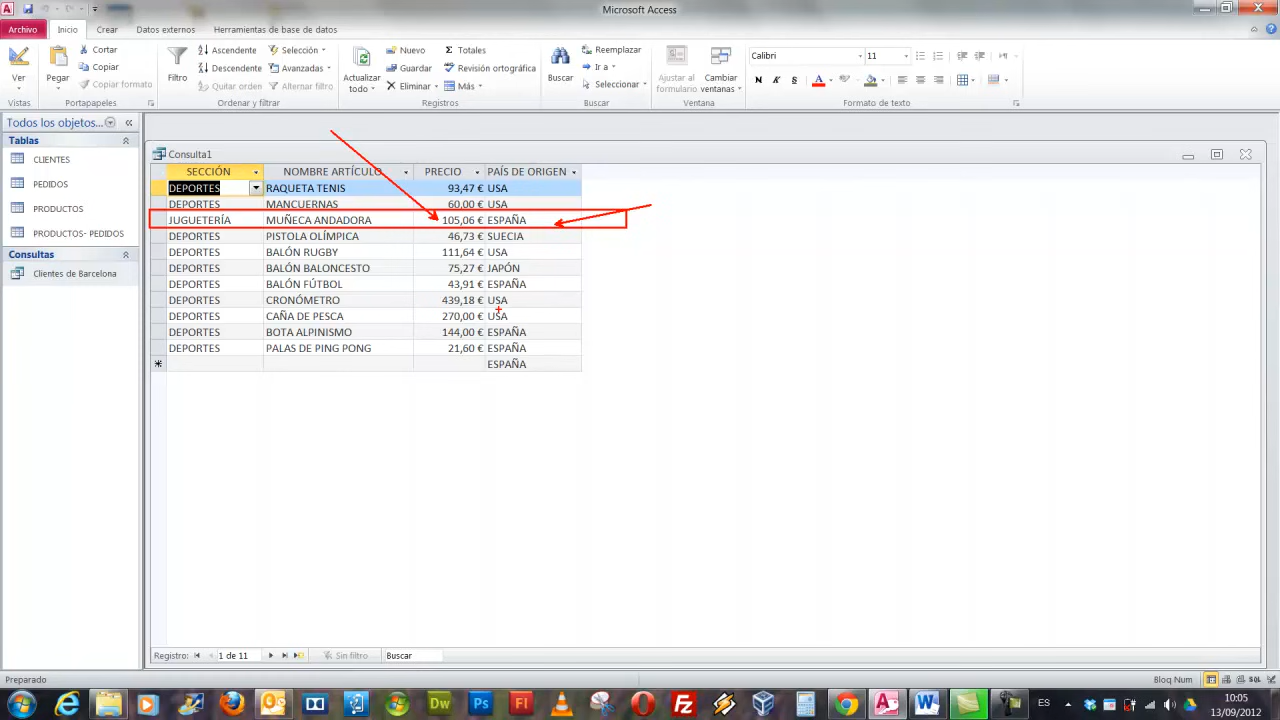 Microsoft Access
Archivo Inicio Crear Datos externos Herramientas de base de datos
Ver
Vistas
Pegar
Cortar
Copiar
Copiar formato
Portapapeles
Filtro
Ascendente
Descendente
Quitar orden
Selección
Avanzadas
Alternar filtro
Ordenar y filtrar
Actualizar todo
Nuevo
Guardar
Eliminar
Totales
Revisión ortográfica
Más
Registros
Buscar
Reemplazar
Ir a
Seleccionar
Buscar
Ajustar al formulario
Cambiar ventanas
Ventana
Calibri 11
N K S A
Formato de texto
Todos los objetos...
Tablas
CLIENTES
PEDIDOS
PRODUCTOS
PRODUCTOS- PEDIDOS
Consultas
Clientes de Barcelona
Consulta1
SECCIÓN NOMBRE ARTÍCULO PRECIO PAÍS DE ORIGEN
DEPORTES RAQUETA TENIS 93,47 € USA
DEPORTES MANCUERNAS 60,00 € USA
JUGUETERÍA MUÑECA ANDADORA 105,06 € ESPAÑA
DEPORTES PISTOLA OLÍMPICA 46,73 € SUECIA
DEPORTES BALÓN RUGBY 111,64 € USA
DEPORTES BALÓN BALONCESTO 75,27 € JAPÓN
DEPORTES BALÓN FÚTBOL 43,91 € ESPAÑA
DEPORTES CRONÓMETRO 439,18 € USA
DEPORTES CAÑA DE PESCA 270,00 € USA
DEPORTES BOTA ALPINISMO 144,00 € ESPAÑA
DEPORTES PALAS DE PING PONG 21,60 € ESPAÑA
ESPAÑA
Registro: 1 de 11 Sin filtro Buscar
Preparado
Bloq Num SQL
Dw Ps Fl Fz A W
ES
10:05
13/09/2012